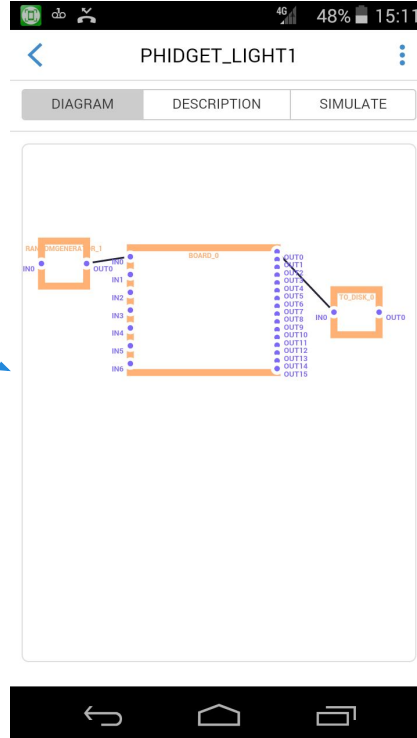 4G 48% 15:11
PHIDGET_LIGHT1
DIAGRAM DESCRIPTION SIMULATE
RANDOMGENERATOR_1
IN0 OUT0
BOARD_0
IN0
IN1
IN2
IN3
IN4
IN5
IN6
OUT0
OUT1
OUT2
OUT3
OUT4
OUT5
OUT6
OUT7
OUT8
OUT9
OUT10
OUT11
OUT12
OUT13
OUT14
OUT15
TO_DISK_0
IN0 OUT0